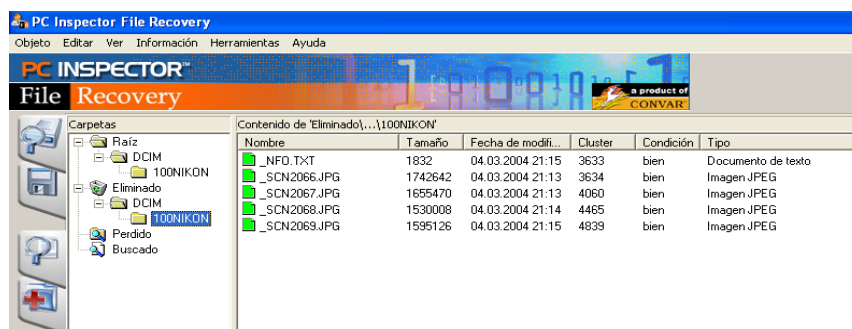 PC Inspector File Recovery
Objeto Editar Ver Información Herramientas Ayuda
PC INSPECTOR™
File Recovery
a product of
CONVAR
Carpetas
Raíz
DCIM
100NIKON
Eliminado
DCIM
100NIKON
Perdido
Buscado
Contenido de 'Eliminado\...\100NIKON'
Nombre Tamaño Fecha de modifi... Cluster Condición Tipo
_NFO.TXT 1832 04.03.2004 21:15 3633 bien Documento de texto
_SCN2066.JPG 1742642 04.03.2004 21:13 3634 bien Imagen JPEG
_SCN2067.JPG 1655470 04.03.2004 21:13 4060 bien Imagen JPEG
_SCN2068.JPG 1530008 04.03.2004 21:14 4465 bien Imagen JPEG
_SCN2069.JPG 1595126 04.03.2004 21:15 4839 bien Imagen JPEG